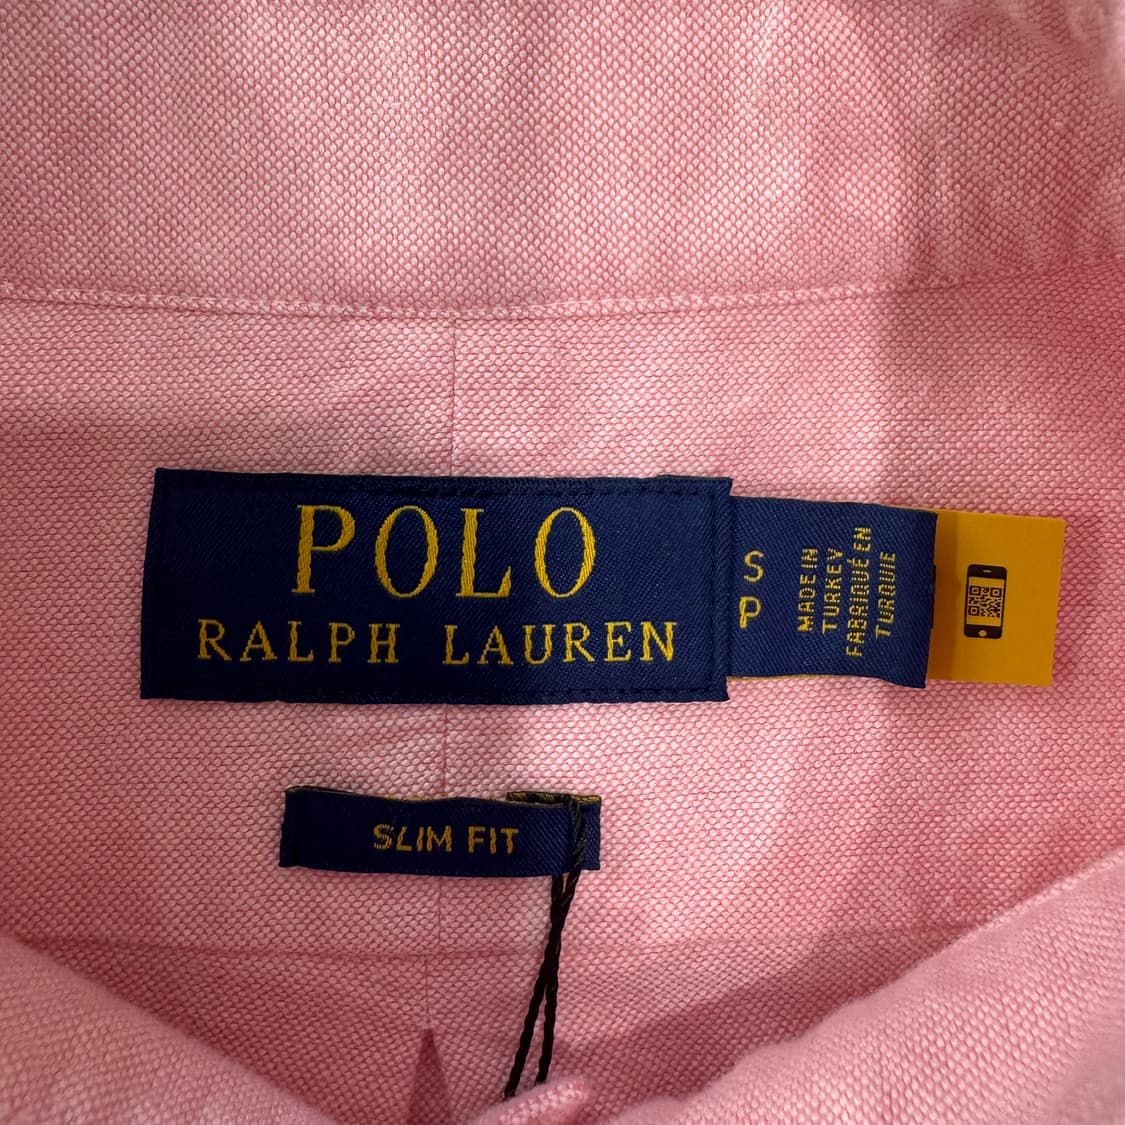 POLO
RALPH LAUREN
S
P
MADE IN
TURKEY
FABRIQUÉ EN
TURQUIE
SLIM FIT